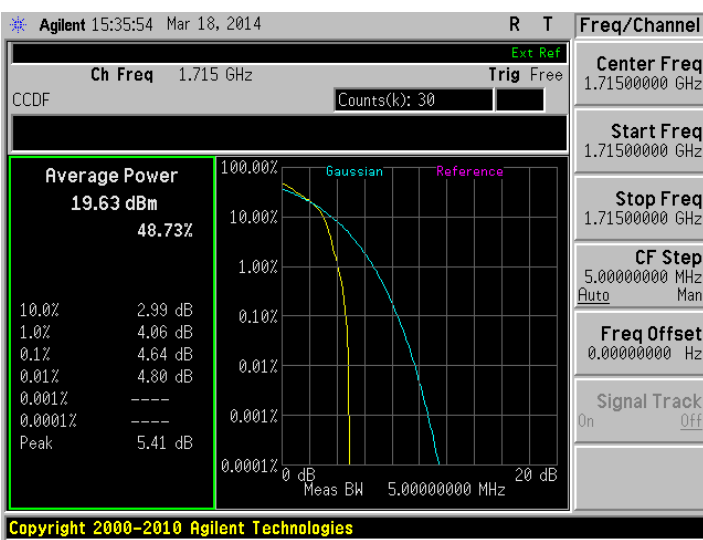 Agilent 15:35:54 Mar 18, 2014 R T
Freq/Channel
Ext Ref
Ch Freq 1.715 GHz Trig Free
CCDF Counts(k): 30
Center Freq
1.71500000 GHz
Start Freq
1.71500000 GHz
Stop Freq
1.71500000 GHz
CF Step
5.00000000 MHz
Auto Man
Freq Offset
0.00000000 Hz
Signal Track
On Off
Average Power
19.63 dBm
48.73%
10.0% 2.99 dB
1.0% 4.06 dB
0.1% 4.64 dB
0.01% 4.80 dB
0.001% ----
0.0001% ----
Peak 5.41 dB
100.00% Gaussian Reference
10.00%
1.00%
0.10%
0.01%
0.001%
0.0001%
0 dB 20 dB
Meas BW 5.00000000 MHz
Copyright 2000-2010 Agilent Technologies